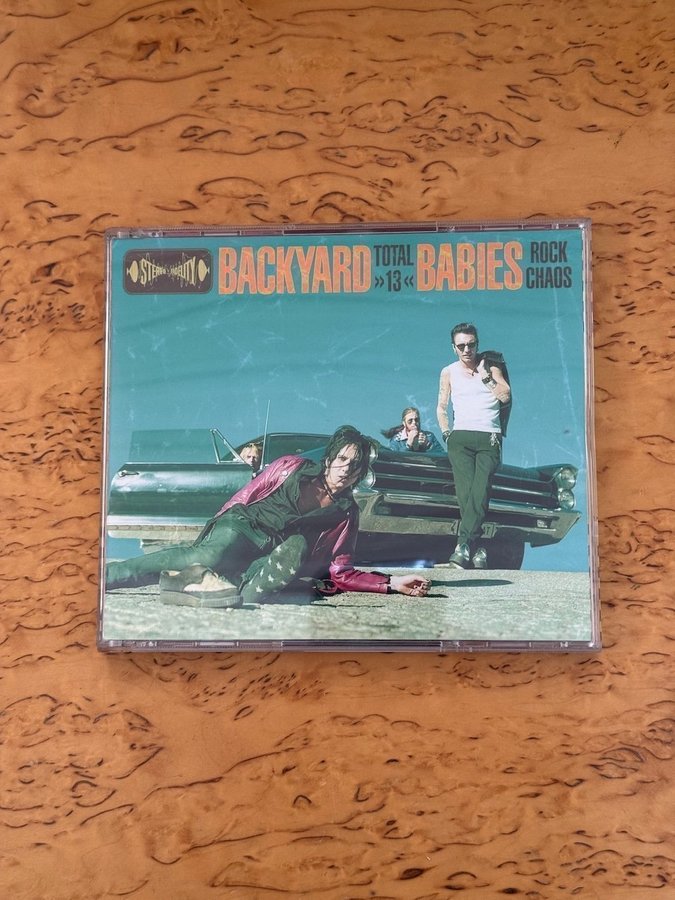 STEREO FIDELITY
BACKYARD
TOTAL
»13«
BABIES
ROCK
CHAOS